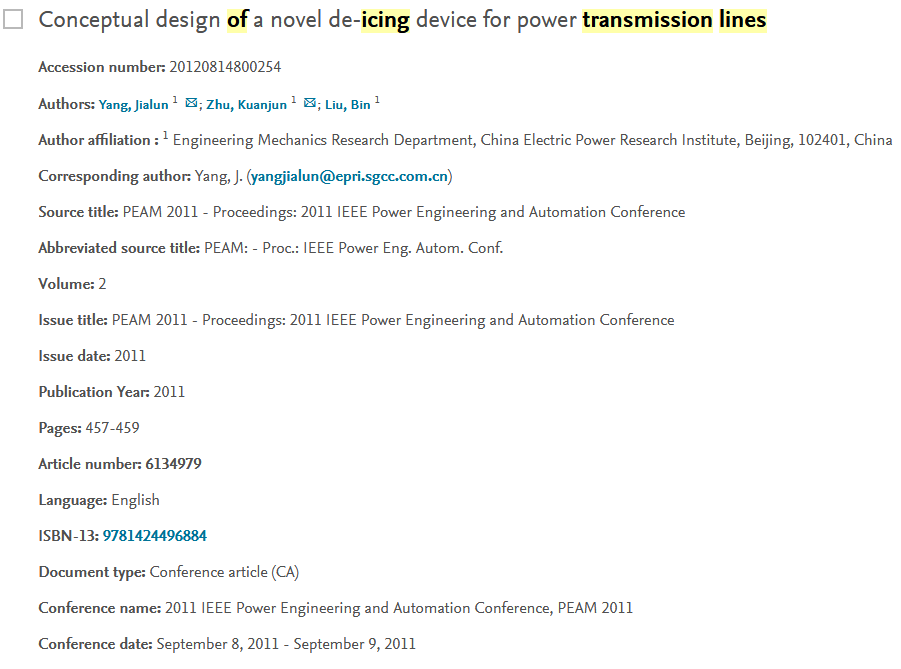 Conceptual design of a novel de-icing device for power transmission lines
Accession number: 20120814800254
Authors: Yang, Jialun 1 ✉; Zhu, Kuanjun 1 ✉; Liu, Bin 1
Author affiliation : 1 Engineering Mechanics Research Department, China Electric Power Research Institute, Beijing, 102401, China
Corresponding author: Yang, J. (yangjialun@epri.sgcc.com.cn)
Source title: PEAM 2011 - Proceedings: 2011 IEEE Power Engineering and Automation Conference
Abbreviated source title: PEAM: - Proc.: IEEE Power Eng. Autom. Conf.
Volume: 2
Issue title: PEAM 2011 - Proceedings: 2011 IEEE Power Engineering and Automation Conference
Issue date: 2011
Publication Year: 2011
Pages: 457-459
Article number: 6134979
Language: English
ISBN-13: 9781424496884
Document type: Conference article (CA)
Conference name: 2011 IEEE Power Engineering and Automation Conference, PEAM 2011
Conference date: September 8, 2011 - September 9, 2011